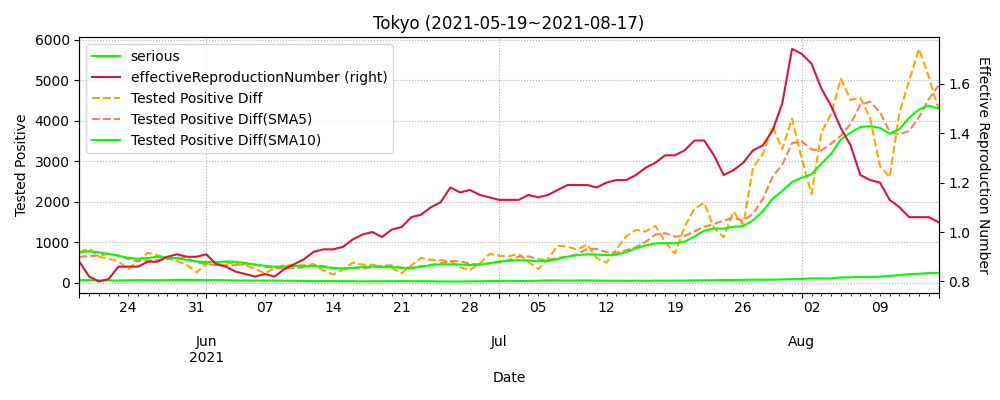 Tokyo (2021-05-19~2021-08-17)
serious
effectiveReproductionNumber (right)
Tested Positive Diff
Tested Positive Diff(SMA5)
Tested Positive Diff(SMA10)
Tested Positive
6000
5000
4000
3000
2000
1000
0
Effective Reproduction Number
1.6
1.4
1.2
1.0
0.8
24 31 07 14 21 28 05 12 19 26 02 09
Jun Jul Aug
2021
Date